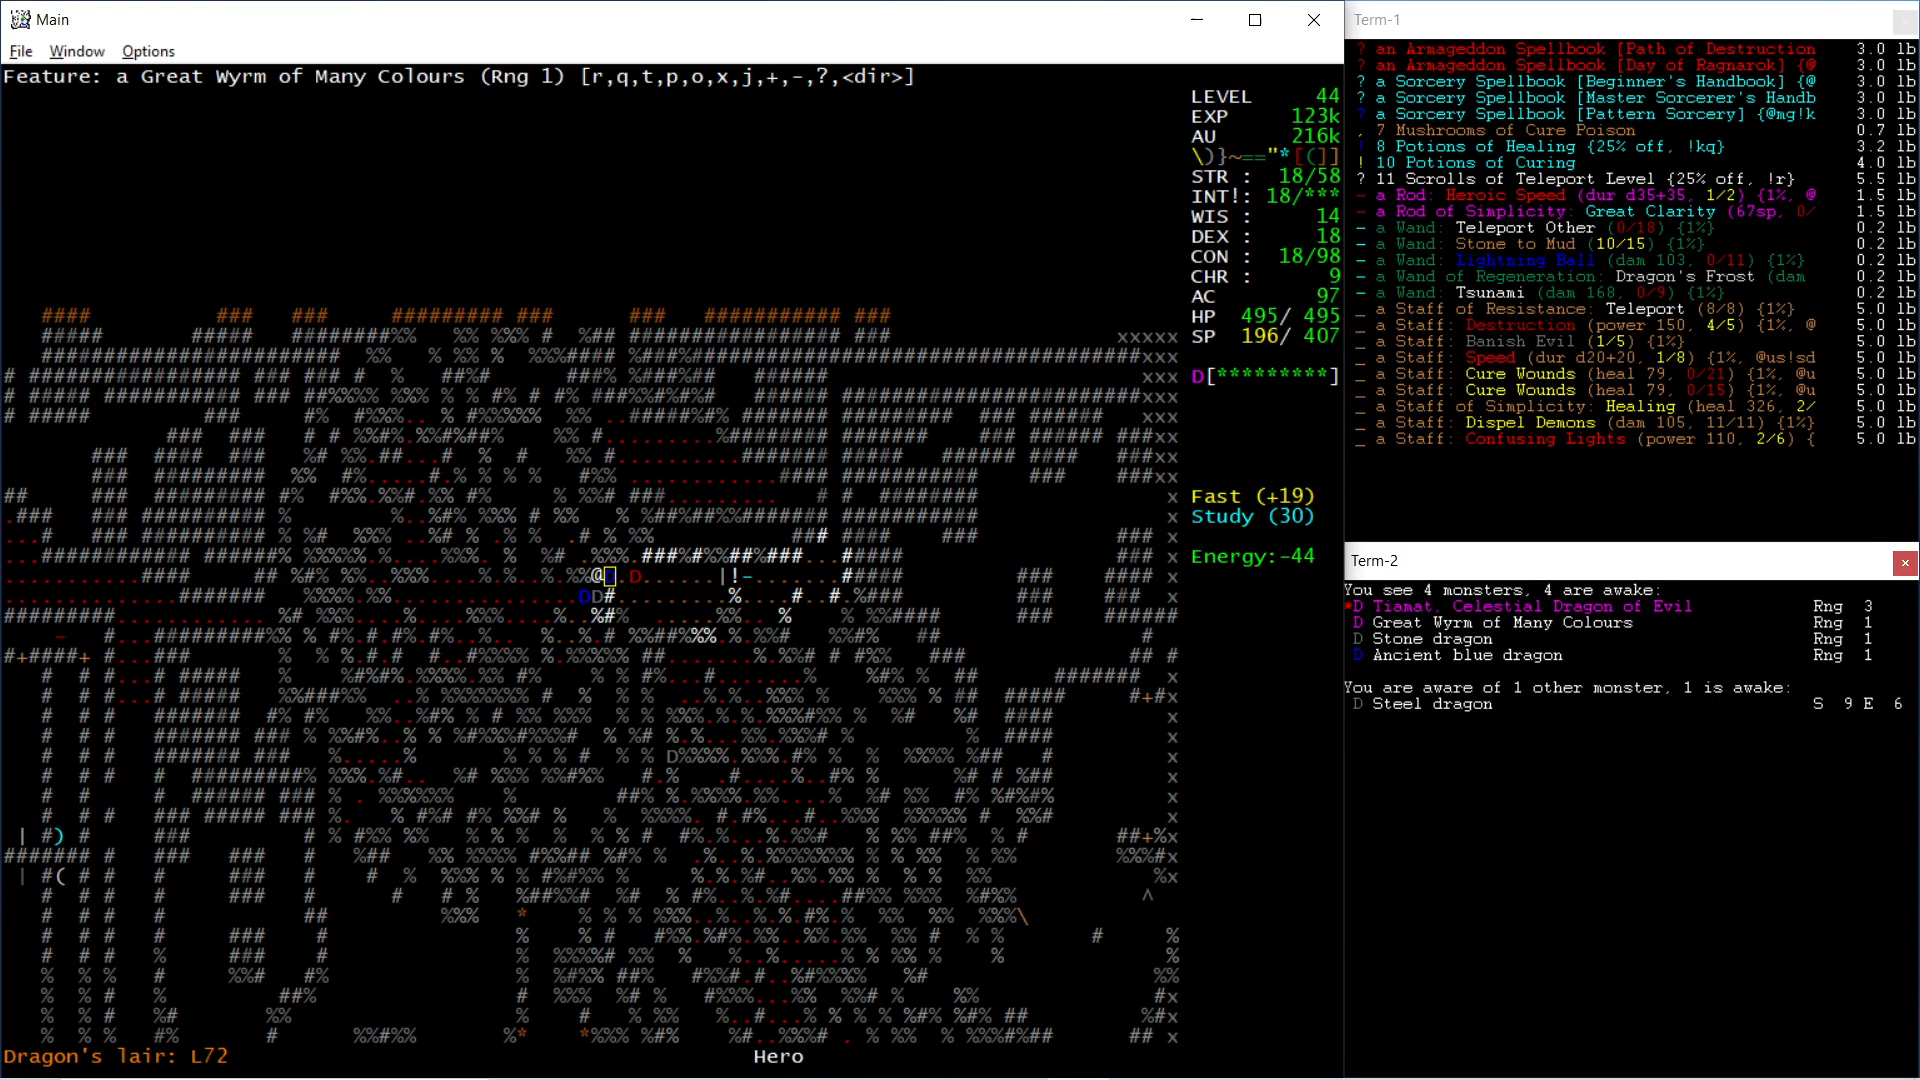 Main
File Window Options
Feature: a Great Wyrm of Many Colours (Rng 1) [r,q,t,p,o,x,j,+,-,?,<dir>]
LEVEL 44
EXP 123k
AU 216k
\)}~=="*[(]]
STR : 18/58
INT!: 18/***
WIS : 14
DEX : 18
CON : 18/98
CHR : 9
AC 97
HP 495/ 495
SP 196/ 407
D[*********]
Fast (+19)
Study (30)
Energy:-44
Dragon's lair: L72
Hero
Term-1
? an Armageddon Spellbook [Path of Destruction 3.0 lb
? an Armageddon Spellbook [Day of Ragnarok] {@ 3.0 lb
? a Sorcery Spellbook [Beginner's Handbook] {@ 3.0 lb
? a Sorcery Spellbook [Master Sorcerer's Handb 3.0 lb
? a Sorcery Spellbook [Pattern Sorcery] {@mg!k 3.0 lb
, 7 Mushrooms of Cure Poison 0.7 lb
! 8 Potions of Healing {25% off, !kq} 3.2 lb
! 10 Potions of Curing 4.0 lb
? 11 Scrolls of Teleport Level {25% off, !r} 5.5 lb
- a Rod: Heroic Speed (dur d35+35, 1/2) {1%, @ 1.5 lb
- a Rod of Simplicity: Great Clarity (67sp, 0/ 1.5 lb
- a Wand: Teleport Other (0/18) {1%} 0.2 lb
- a Wand: Stone to Mud (10/15) {1%} 0.2 lb
- a Wand: Lightning Ball (dam 103, 0/11) {1%} 0.2 lb
- a Wand of Regeneration: Dragon's Frost (dam 0.2 lb
- a Wand: Tsunami (dam 168, 0/9) {1%} 0.2 lb
_ a Staff of Resistance: Teleport (8/8) {1%} 5.0 lb
_ a Staff: Destruction (power 150, 4/5) {1%, @ 5.0 lb
_ a Staff: Banish Evil (1/5) {1%} 5.0 lb
_ a Staff: Speed (dur d20+20, 1/8) {1%, @us!sd 5.0 lb
_ a Staff: Cure Wounds (heal 79, 0/21) {1%, @u 5.0 lb
_ a Staff: Cure Wounds (heal 79, 0/15) {1%, @u 5.0 lb
_ a Staff of Simplicity: Healing (heal 326, 2/ 5.0 lb
_ a Staff: Dispel Demons (dam 105, 11/11) {1%} 5.0 lb
_ a Staff: Confusing Lights (power 110, 2/6) { 5.0 lb
Term-2
You see 4 monsters, 4 are awake:
*D Tiamat, Celestial Dragon of Evil Rng 3
D Great Wyrm of Many Colours Rng 1
D Stone dragon Rng 1
D Ancient blue dragon Rng 1
You are aware of 1 other monster, 1 is awake:
D Steel dragon S 9 E 6